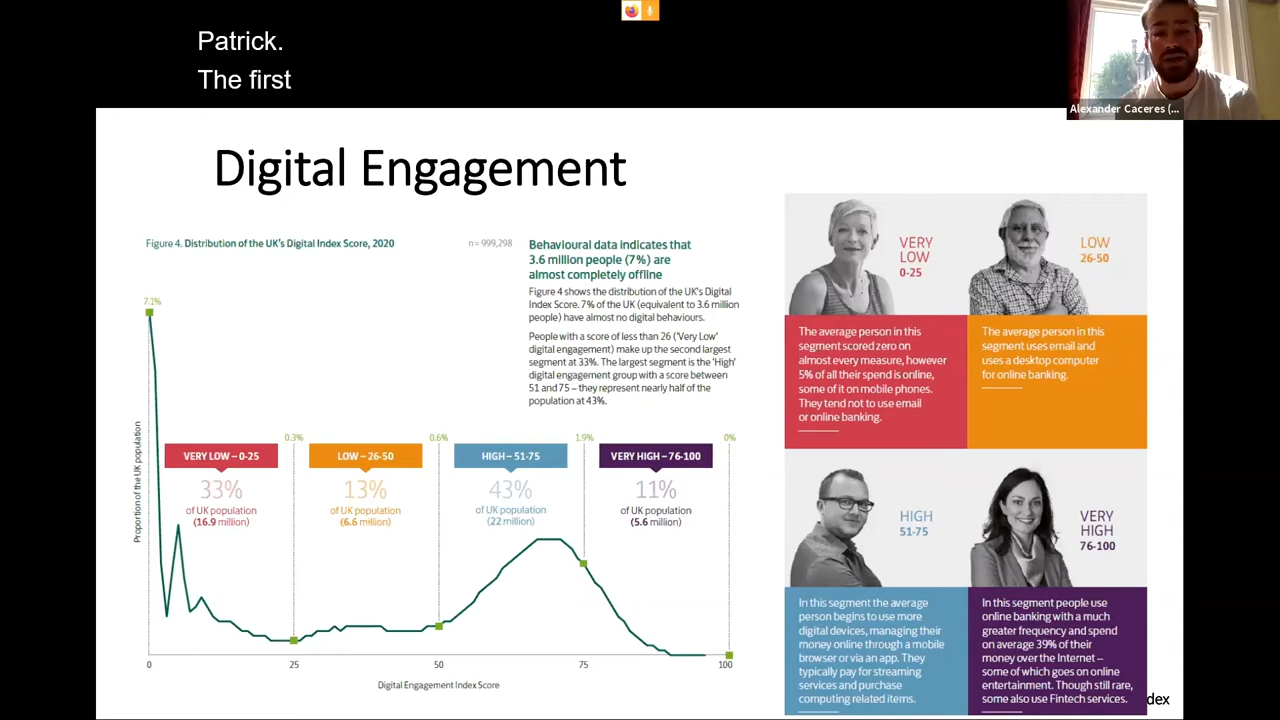 Patrick.
The first
Alexander Caceres (...
Digital Engagement
Figure 4. Distribution of the UK's Digital Index Score, 2020
n = 999,298
Behavioural data indicates that
3.6 million people (7%) are
almost completely offline
Figure 4 shows the distribution of the UK's Digital
Index Score. 7% of the UK (equivalent to 3.6 million
people) have almost no digital behaviours.
People with a score of less than 26 ('Very Low'
digital engagement) make up the second largest
segment at 33%. The largest segment is the 'High'
digital engagement group with a score between
51 and 75 – they represent nearly half of the
population at 43%.
7.1%
0.3%
0.6%
1.9%
0%
Proportion of the UK population
VERY LOW – 0-25
33%
of UK population
(16.9 million)
LOW – 26-50
13%
of UK population
(6.6 million)
HIGH – 51-75
43%
of UK population
(22 million)
VERY HIGH – 76-100
11%
of UK population
(5.6 million)
0
25
50
75
100
Digital Engagement Index Score
VERY
LOW
0-25
The average person in this
segment scored zero on
almost every measure, however
5% of all their spend is online,
some of it on mobile phones.
They tend not to use email
or online banking.
LOW
26-50
The average person in this
segment uses email and
uses a desktop computer
for online banking.
HIGH
51-75
In this segment the average
person begins to use more
digital devices, managing their
money online through a mobile
browser or via an app. They
typically pay for streaming
services and purchase
computing related items.
VERY
HIGH
76-100
In this segment people use
online banking with a much
greater frequency and spend
on average 39% of their
money over the Internet –
some of which goes on online
entertainment. Though still rare,
some also use Fintech services.
dex